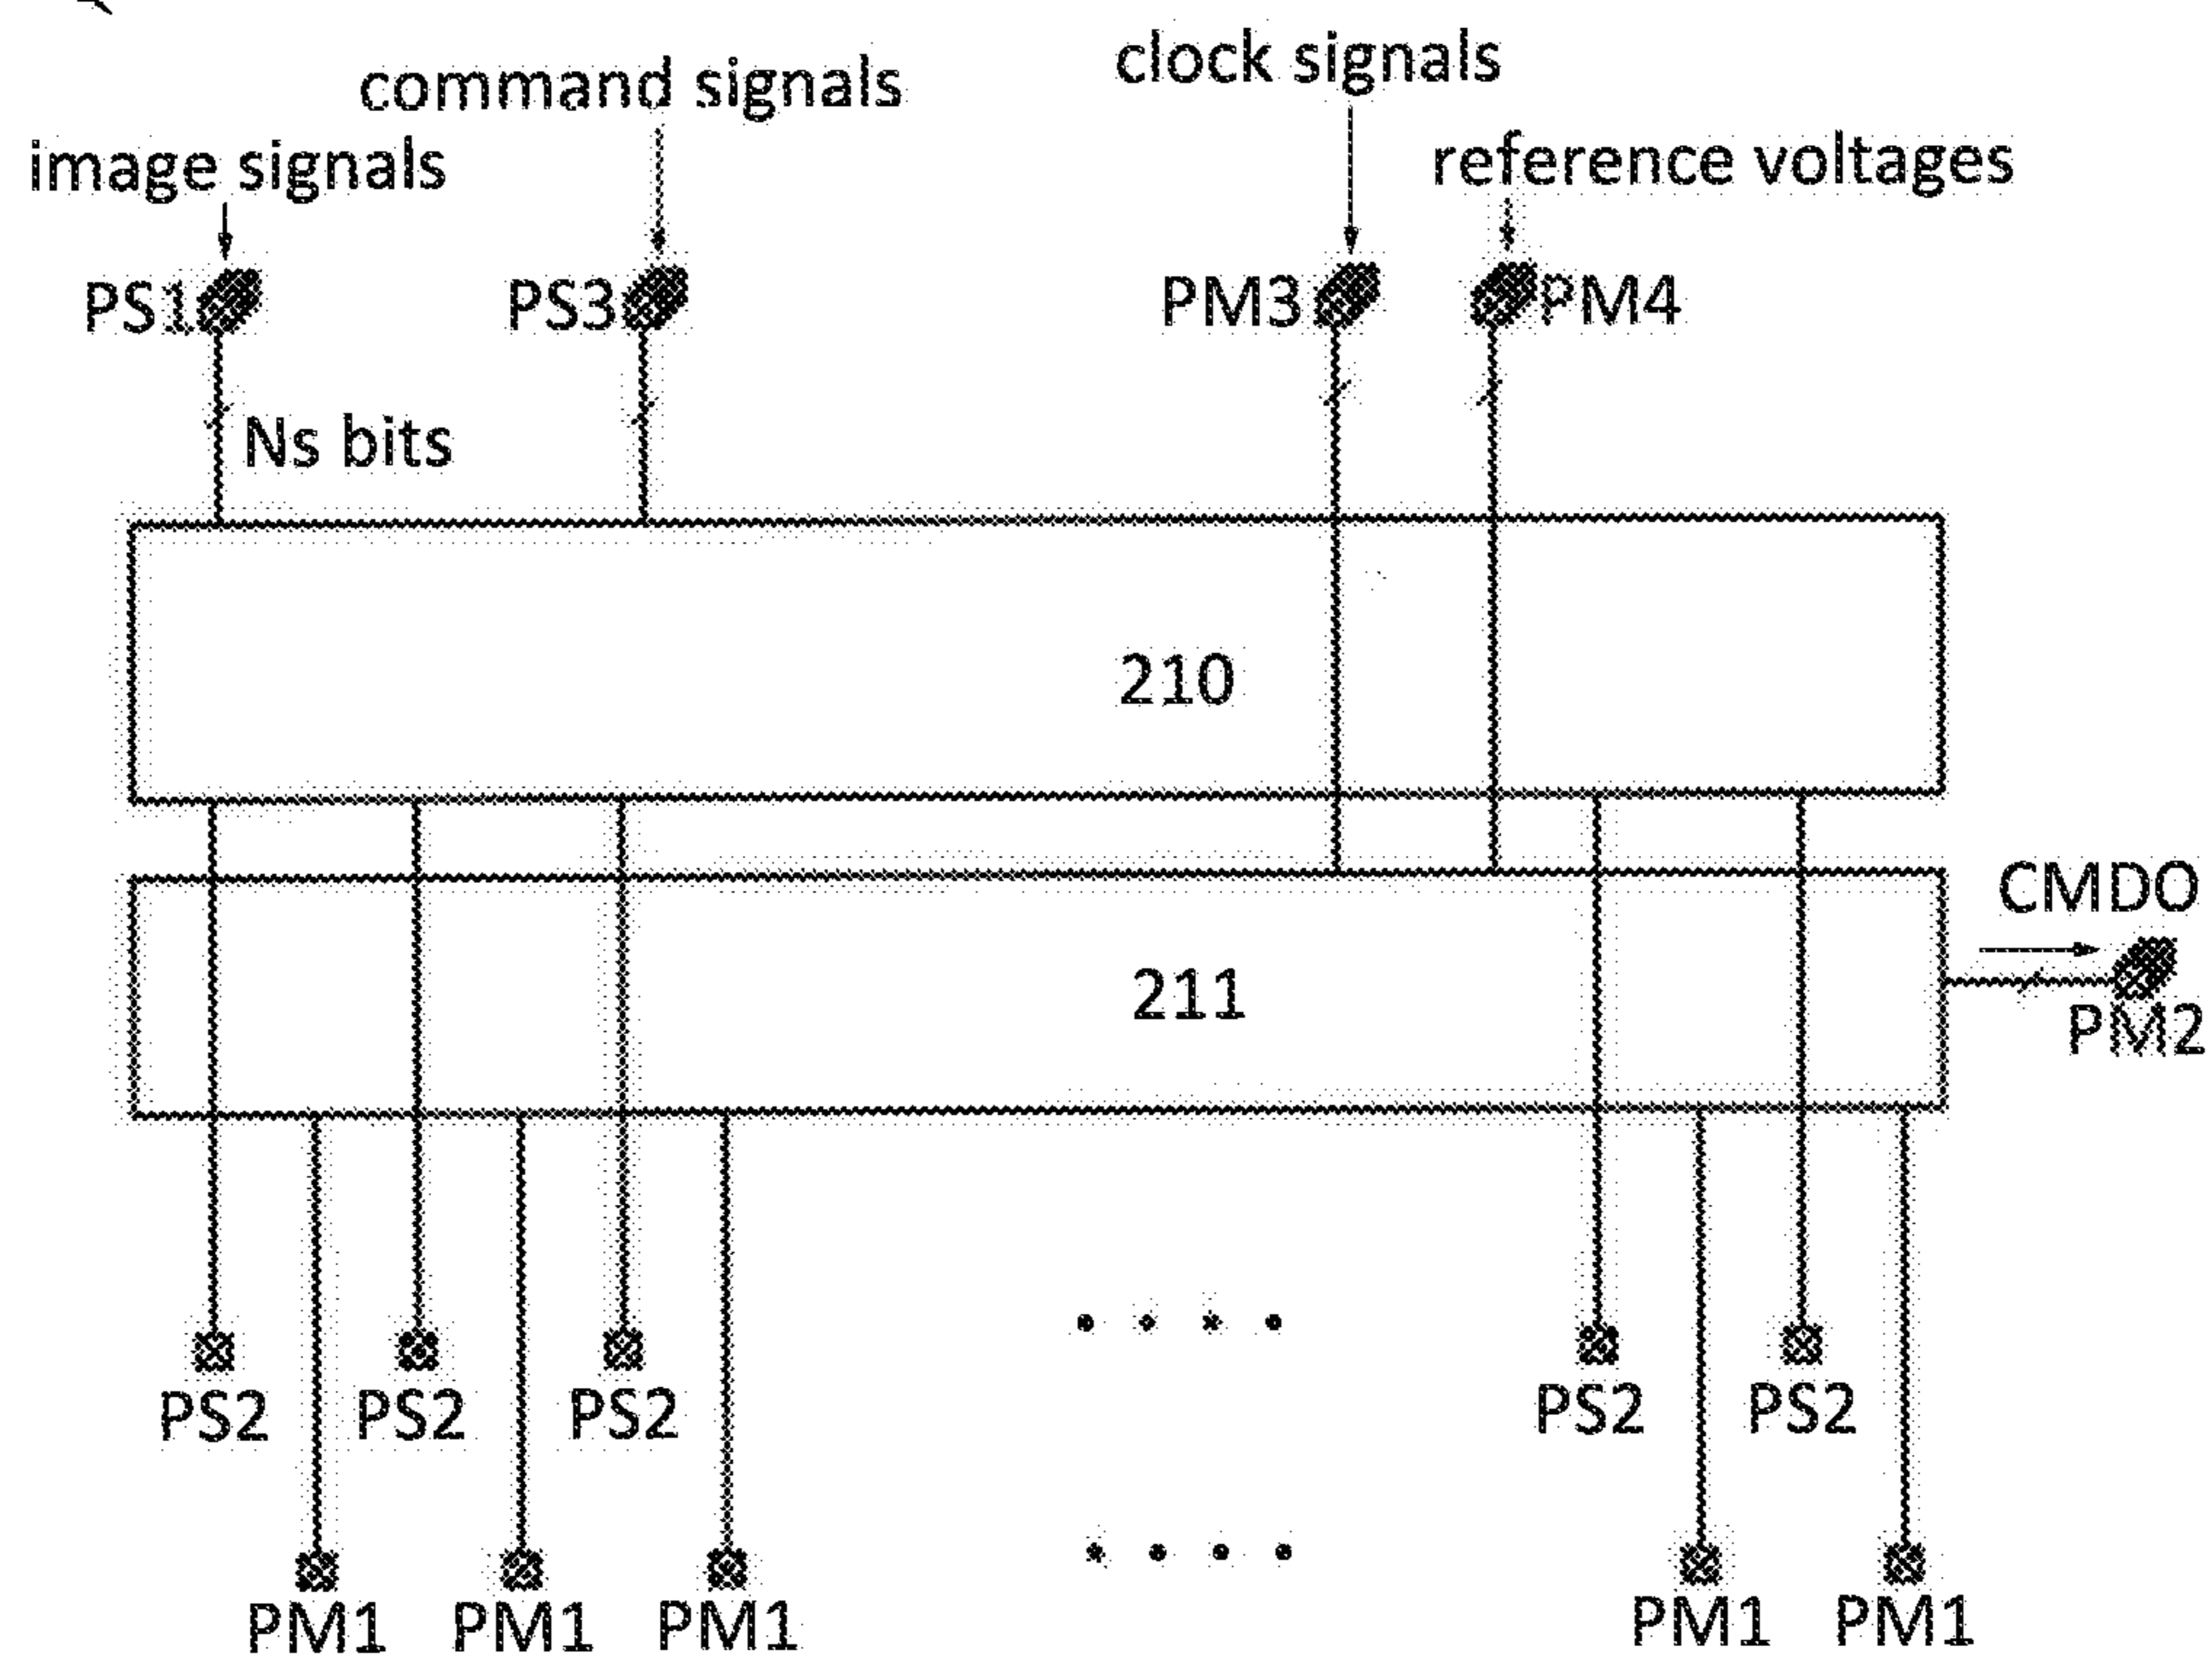 command signals
clock signals
image signals
reference voltages
PS1
PS3
PM3
PM4
Ns bits
210
CMDO
211
PM2
PS2 PS2 PS2 PS2 PS2
PM1 PM1 PM1 PM1 PM1